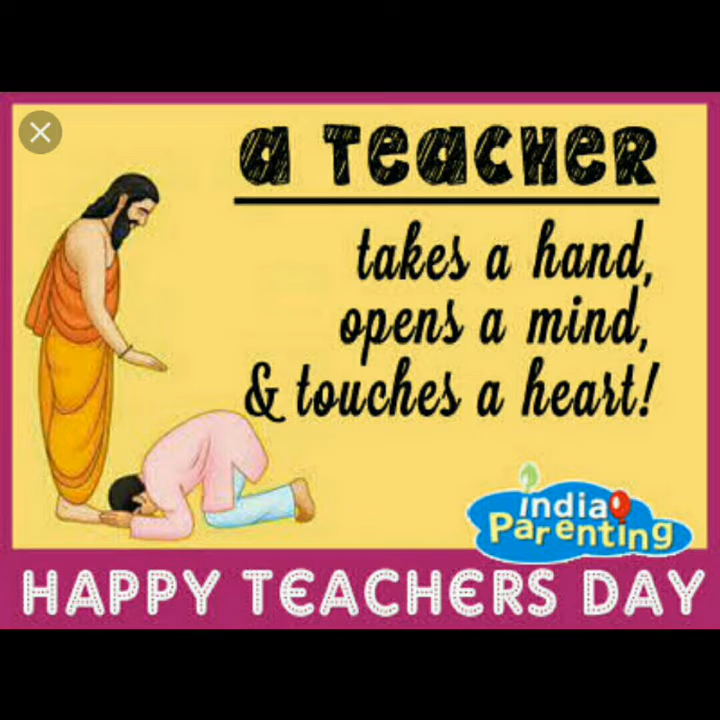 a TeacHeR
takes a hand,
opens a mind,
& touches a heart!
india
Parenting
HAPPY TEACHERS DAY